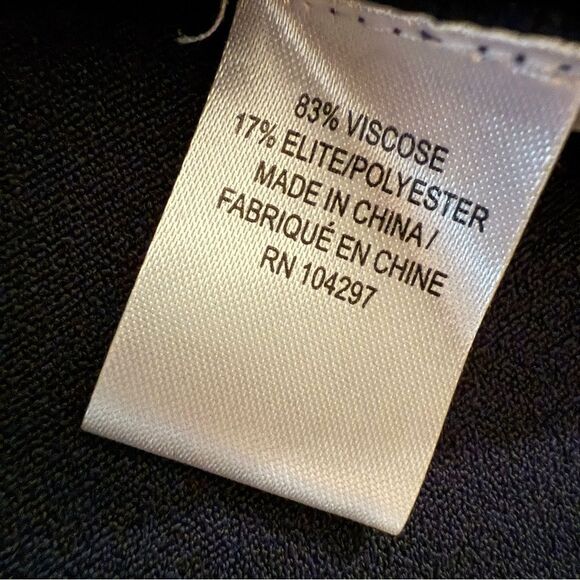 83% VISCOSE
17% ELITE/POLYESTER
MADE IN CHINA /
FABRIQUÉ EN CHINE
RN 104297